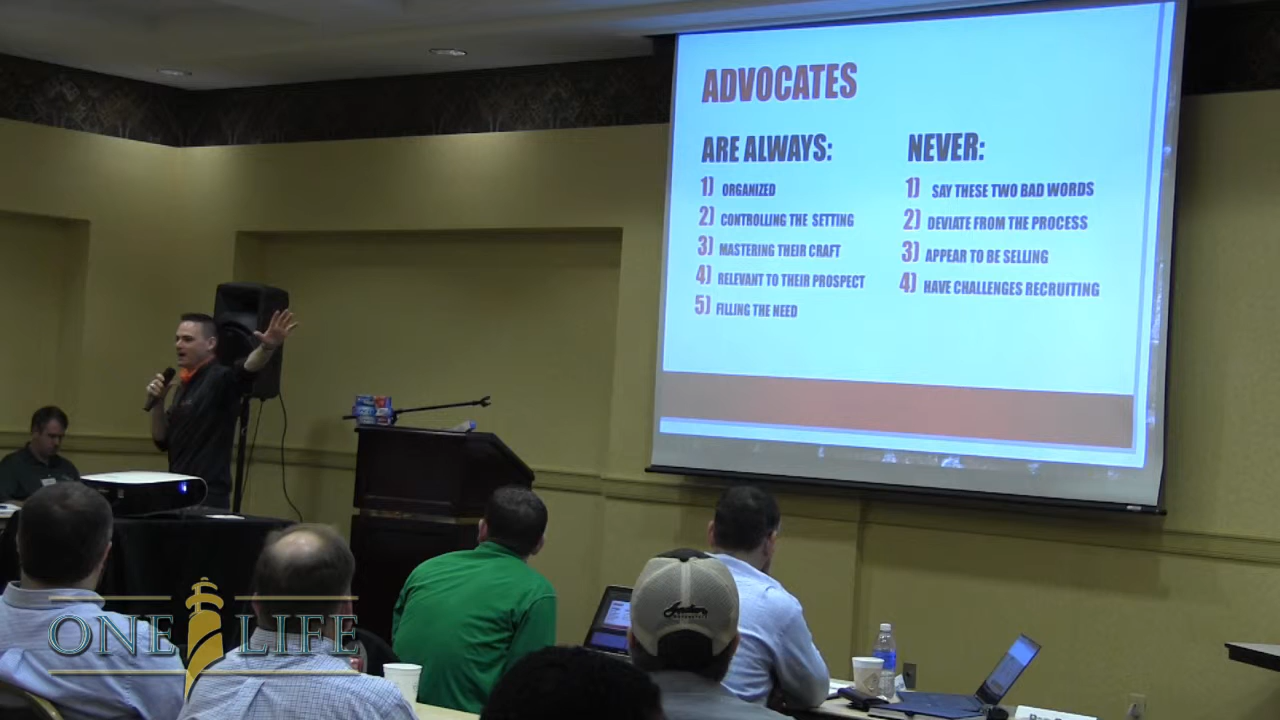 ADVOCATES
ARE ALWAYS:
1) ORGANIZED
2) CONTROLLING THE SETTING
3) MASTERING THEIR CRAFT
4) RELEVANT TO THEIR PROSPECT
5) FILLING THE NEED
NEVER:
1) SAY THESE TWO BAD WORDS
2) DEVIATE FROM THE PROCESS
3) APPEAR TO BE SELLING
4) HAVE CHALLENGES RECRUITING
ONE LIFE